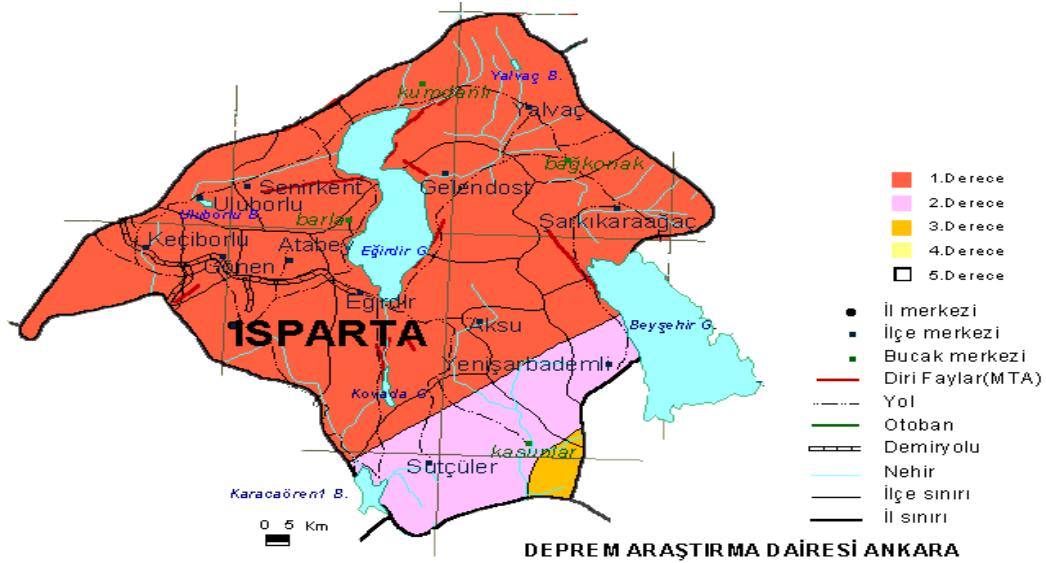 Yalvaç B.
kumdanlı
Yalvaç
bağkonak
Senirkent
Gelendost
Uluborlu
Uluborlu B.
barla
Sarkıkaraağaç
Keçiborlu
Atabey
Eğirdir G.
Gönen
Eğirdir
ISPARTA
Aksu
Beyşehir G.
Yenişarbademli
Kovada G.
kasımlar
Sütçüler
Karacaören1 B.
0 5 Km
1.Derece
2.Derece
3.Derece
4.Derece
5.Derece
İl merkezi
İlçe merkezi
Bucak merkezi
Diri Faylar(MTA)
Yol
Otoban
Demiryolu
Nehir
İlçe sınırı
İl sınırı
DEPREM ARAŞTIRMA DAİRESİ ANKARA